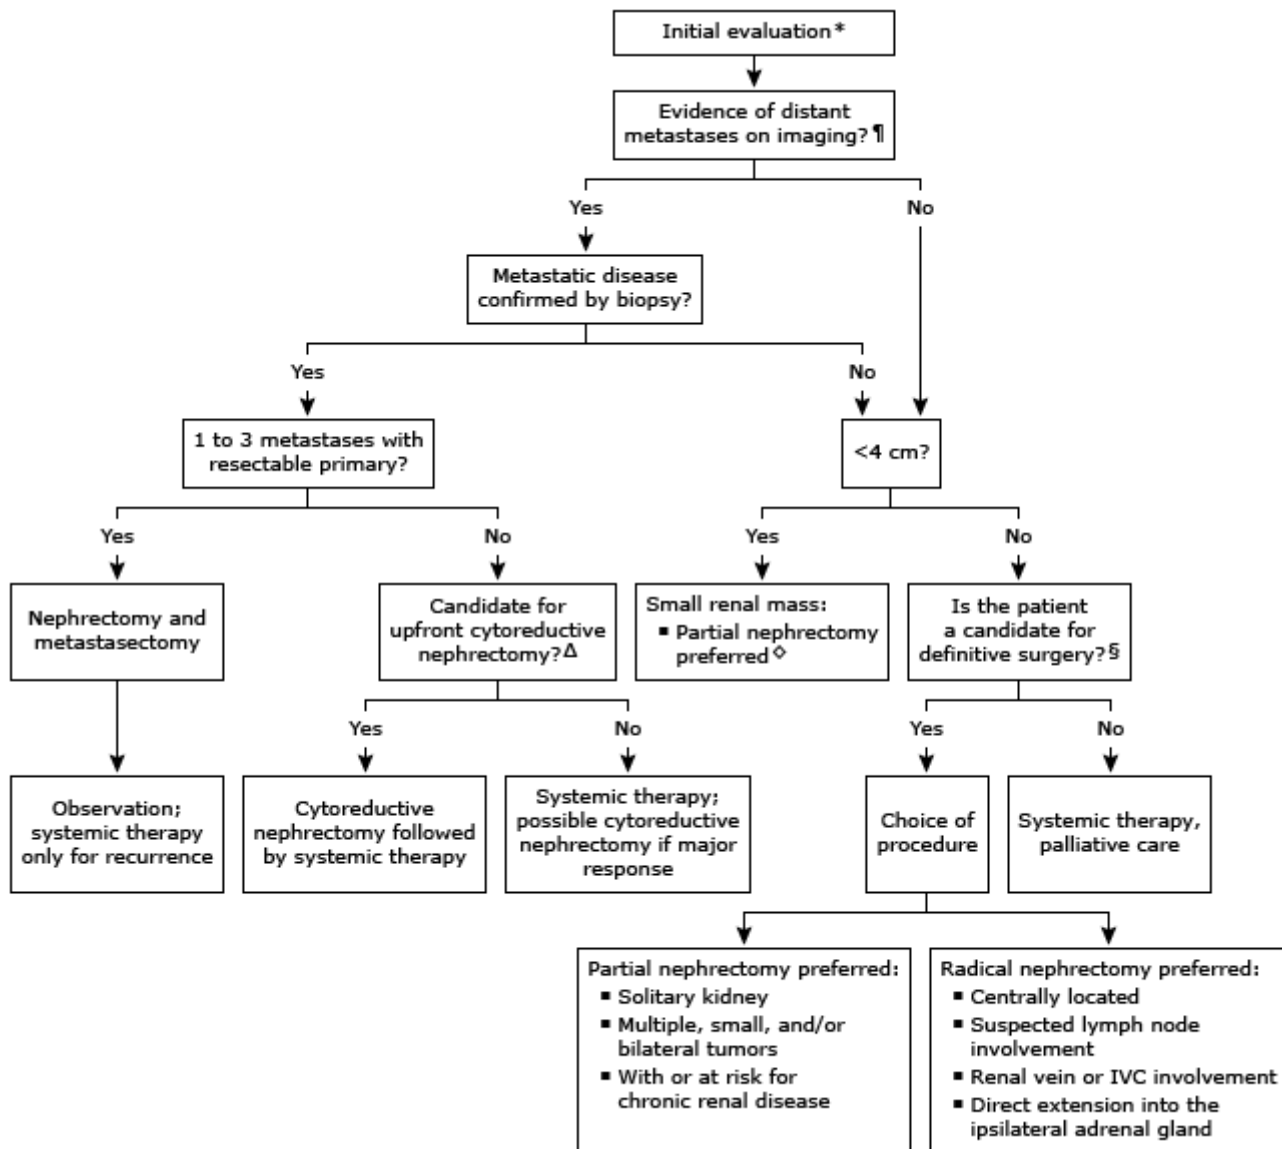 Initial evaluation*
Evidence of distant
metastases on imaging?¶
Yes
No
Metastatic disease
confirmed by biopsy?
Yes
No
1 to 3 metastases with
resectable primary?
<4 cm?
Yes
No
Yes
No
Nephrectomy and
metastasectomy
Candidate for
upfront cytoreductive
nephrectomy?Δ
Small renal mass:
▪ Partial nephrectomy
preferred◇
Is the patient
a candidate for
definitive surgery?§
Yes
No
Yes
No
Observation;
systemic therapy
only for recurrence
Cytoreductive
nephrectomy followed
by systemic therapy
Systemic therapy;
possible cytoreductive
nephrectomy if major
response
Choice of
procedure
Systemic therapy,
palliative care
Partial nephrectomy preferred:
▪ Solitary kidney
▪ Multiple, small, and/or
bilateral tumors
▪ With or at risk for
chronic renal disease
Radical nephrectomy preferred:
▪ Centrally located
▪ Suspected lymph node
involvement
▪ Renal vein or IVC involvement
▪ Direct extension into the
ipsilateral adrenal gland